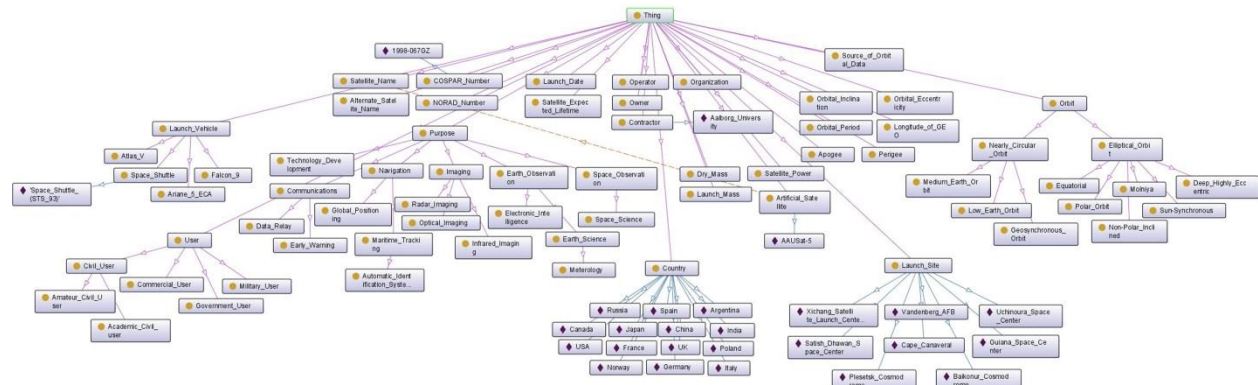 Thing
1998-067GZ
Source_of_Orbit
al_Data
Satellite_Name
COSPAR_Number
Launch_Date
Operator
Organization
Alternate_Satel
lite_Name
NORAD_Number
Satellite_Expec
ted_Lifetime
Owner
Contractor
Aalborg_Univer
sity
Orbital_Inclina
tion
Orbital_Eccentr
icity
Orbital_Period
Longitude_of_GE
O
Apogee
Perigee
Orbit
Launch_Vehicle
Atlas_V
Space_Shuttle
Falcon_9
Ariane_5_ECA
'Space_Shuttle_
(STS_93)'
Purpose
Technology_Deve
lopment
Navigation
Imaging
Earth_Observati
on
Space_Observati
on
Communications
Global_Position
ing
Radar_Imaging
Optical_Imaging
Electronic_Inte
lligence
Space_Science
Data_Relay
Early_Warning
Maritime_Tracki
ng
Infrared_Imagin
g
Earth_Science
Automatic_Ident
ification_Syste...
Meterology
Dry_Mass
Launch_Mass
Satellite_Power
Artificial_Sate
llite
AAUSat-5
Nearly_Circular
_Orbit
Elliptical_Orbi
t
Medium_Earth_Or
bit
Low_Earth_Orbit
Geosynchronous_
Orbit
Equatorial
Molniya
Deep_Highly_Ecc
entric
Polar_Orbit
Sun-Synchronous
Non-Polar_Incli
ned
User
Civil_User
Commercial_User
Military_User
Government_User
Amateur_Civil_U
ser
Academic_Civil_
user
Country
Russia
Spain
Argentina
Canada
Japan
China
India
USA
France
UK
Poland
Norway
Germany
Italy
Launch_Site
Xichang_Satelli
te_Launch_Cente...
Vandenberg_AFB
Uchinoura_Space
_Center
Satish_Dhawan_S
pace_Center
Cape_Canaveral
Guiana_Space_Ce
nter
Plesetsk_Cosmod
Baikonur_Cosmod